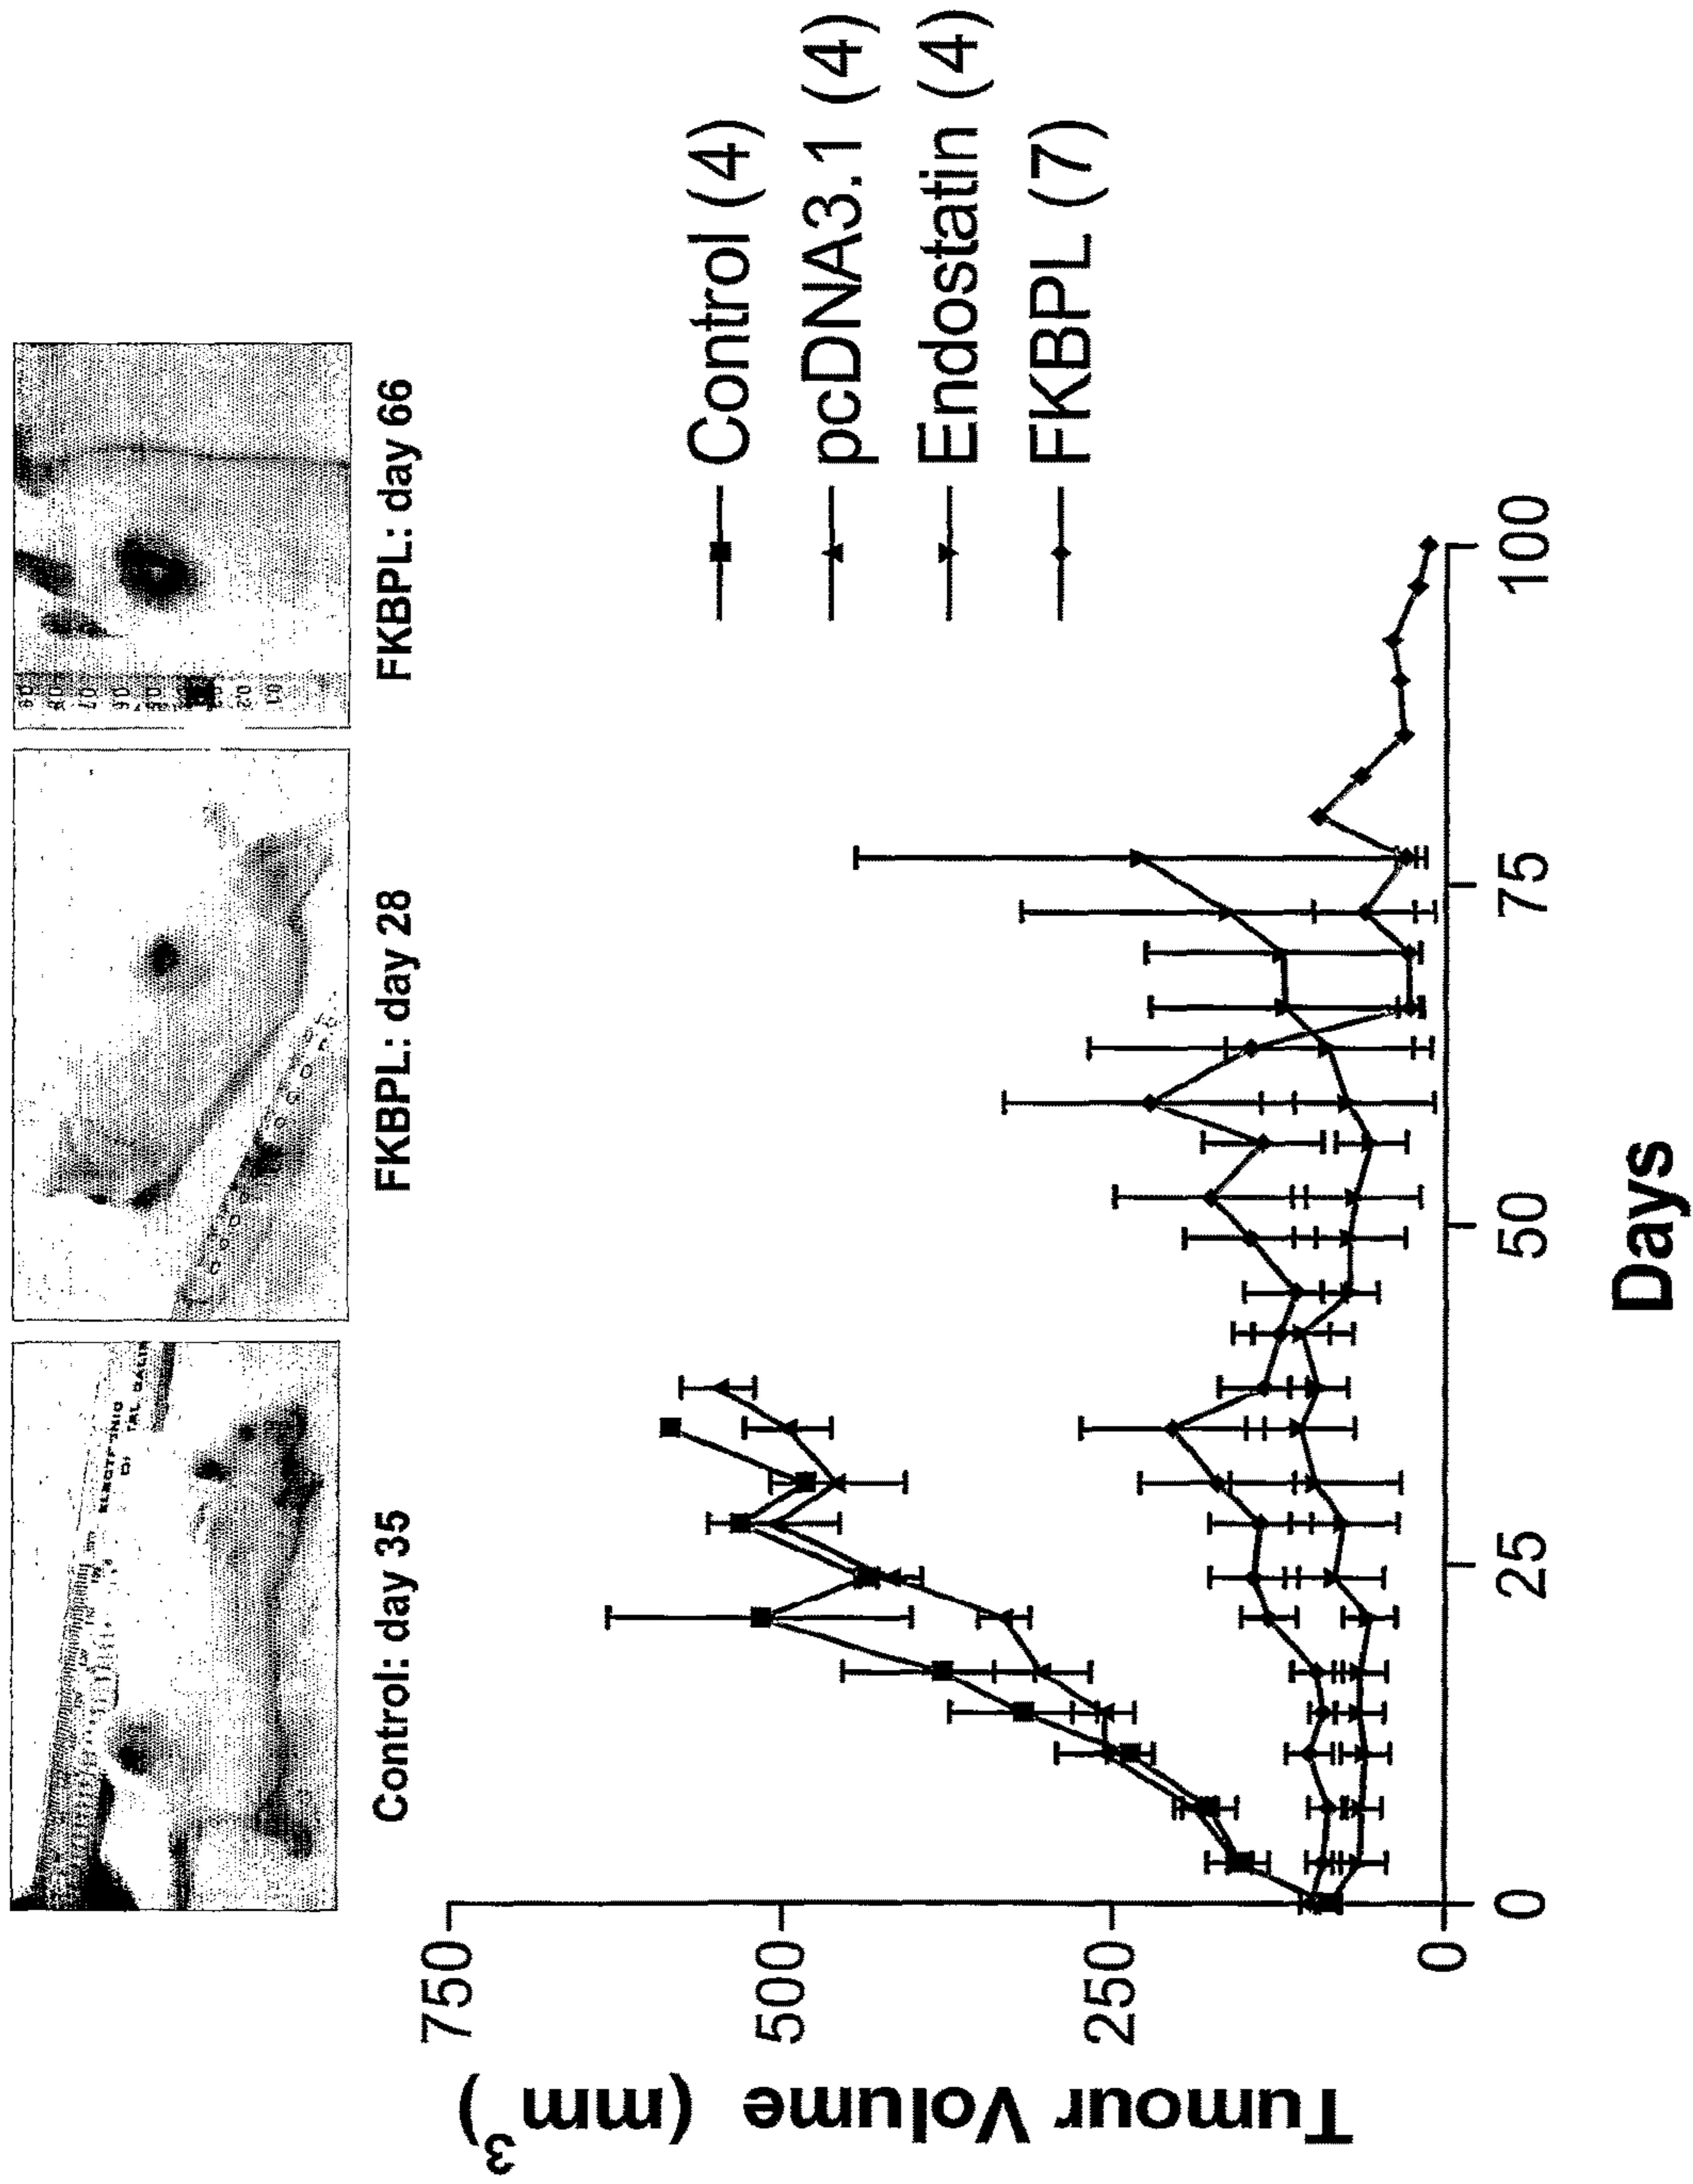 Control: day 35
FKBPL: day 28
FKBPL: day 66
Tumour Volume (mm3)
750
500
250
0
0
25
50
75
100
Days
Control (4)
pcDNA3.1 (4)
Endostatin (4)
FKBPL (7)